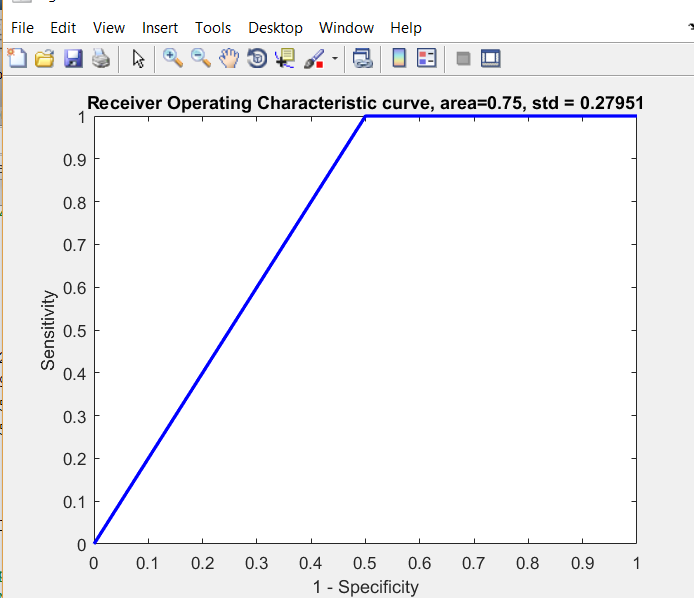 File Edit View Insert Tools Desktop Window Help
Receiver Operating Characteristic curve, area=0.75, std = 0.27951
1
0.9
0.8
0.7
0.6
0.5
0.4
0.3
0.2
0.1
0
Sensitivity
0 0.1 0.2 0.3 0.4 0.5 0.6 0.7 0.8 0.9 1
1 - Specificity